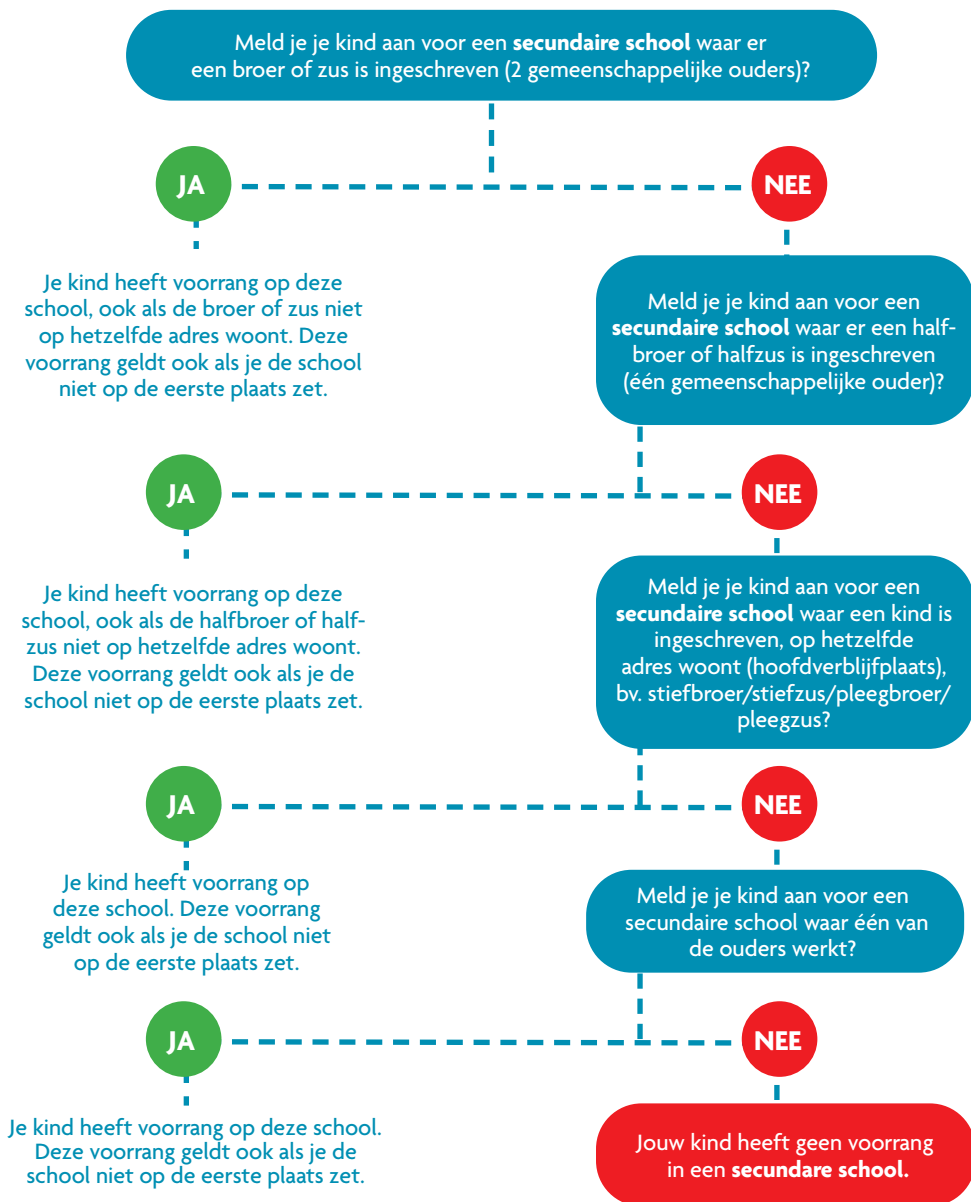 Meld je je kind aan voor een secundaire school waar er
een broer of zus is ingeschreven (2 gemeenschappelijke ouders)?
JA
NEE
Je kind heeft voorrang op deze
school, ook als de broer of zus niet
op hetzelfde adres woont. Deze
voorrang geldt ook als je de school
niet op de eerste plaats zet.
Meld je je kind aan voor een
secundaire school waar er een half-
broer of halfzus is ingeschreven
(één gemeenschappelijke ouder)?
JA
NEE
Je kind heeft voorrang op deze
school, ook als de halfbroer of half-
zus niet op hetzelfde adres woont.
Deze voorrang geldt ook als je de
school niet op de eerste plaats zet.
Meld je je kind aan voor een
secundaire school waar een kind is
ingeschreven, op hetzelfde
adres woont (hoofdverblijfplaats),
bv. stiefbroer/stiefzus/pleegbroer/
pleegzus?
JA
NEE
Je kind heeft voorrang op
deze school. Deze voorrang
geldt ook als je de school niet
op de eerste plaats zet.
Meld je je kind aan voor een
secundaire school waar één van
de ouders werkt?
JA
NEE
Je kind heeft voorrang op deze school.
Deze voorrang geldt ook als je de
school niet op de eerste plaats zet.
Jouw kind heeft geen voorrang
in een secundare school.